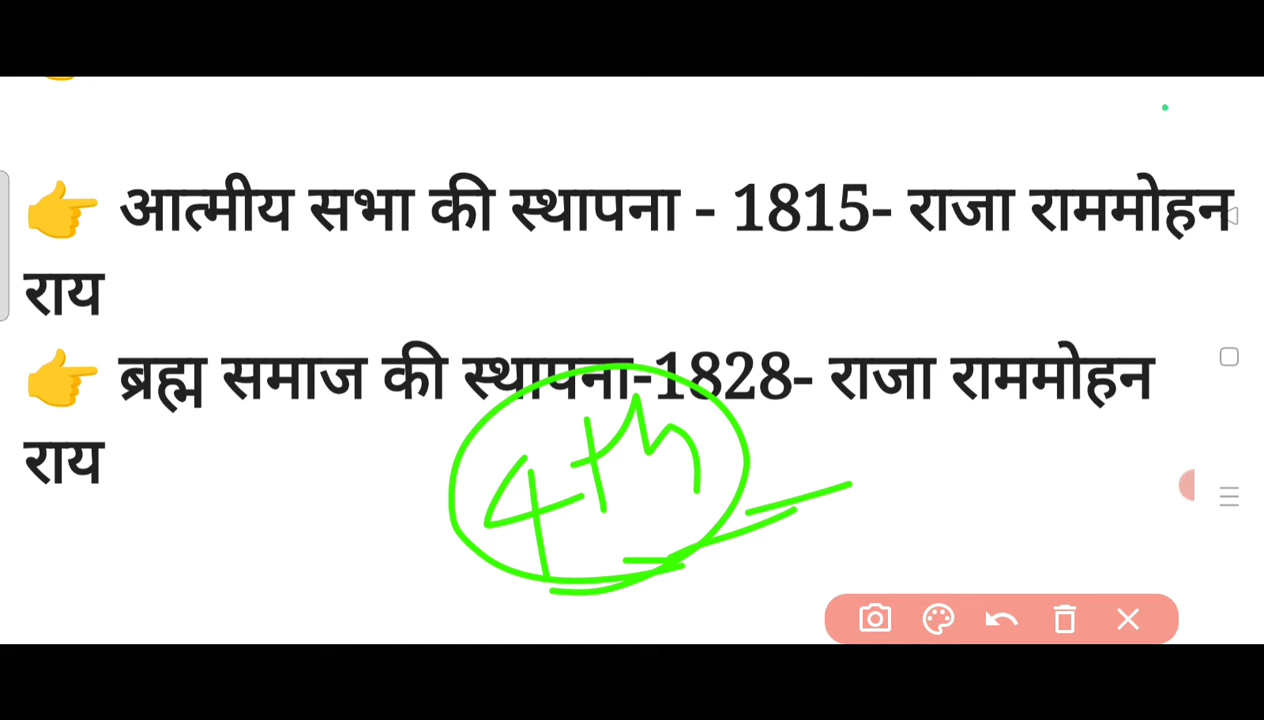 👉 आत्मीय सभा की स्थापना - 1815- राजा राममोहन
राय
👉 ब्रह्म समाज की स्थापना-1828- राजा राममोहन
राय
4th